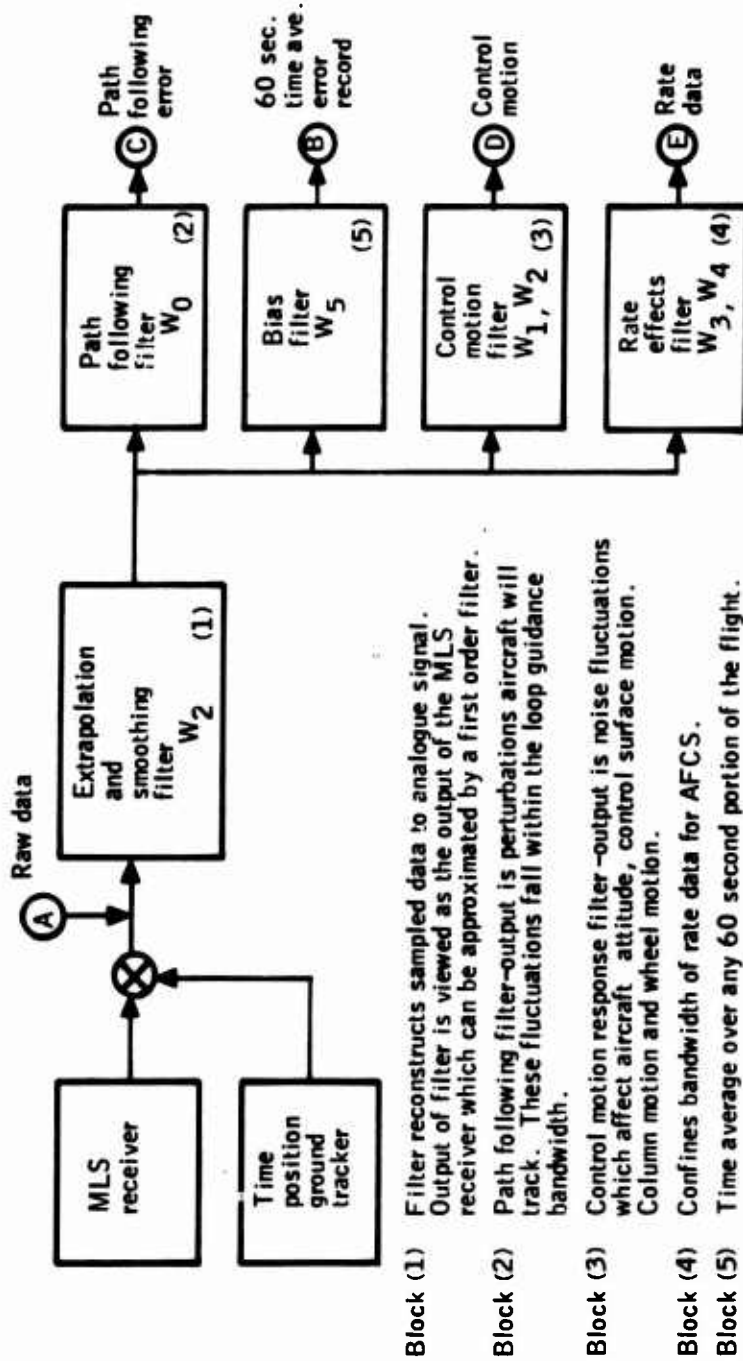 Raw data
A
MLS
receiver
Time
position
ground
tracker
Extrapolation
and
smoothing
filter
W2
(1)
Path
following
filter
W0
(2)
C
Path
following
error
Bias
filter
W5
(5)
B
60 sec.
time ave.
error
record
Control
motion
filter
W1, W2
(3)
D
Control
motion
Rate
effects
filter
W3, W4
(4)
E
Rate
data
Block (1) Filter reconstructs sampled data to analogue signal.
Output of filter is viewed as the output of the MLS
receiver which can be approximated by a first order filter.
Block (2) Path following filter-output is perturbations aircraft will
track. These fluctuations fall within the loop guidance
bandwidth.
Block (3) Control motion response filter-output is noise fluctuations
which affect aircraft attitude, control surface motion.
Column motion and wheel motion.
Block (4) Confines bandwidth of rate data for AFCS.
Block (5) Time average over any 60 second portion of the flight.